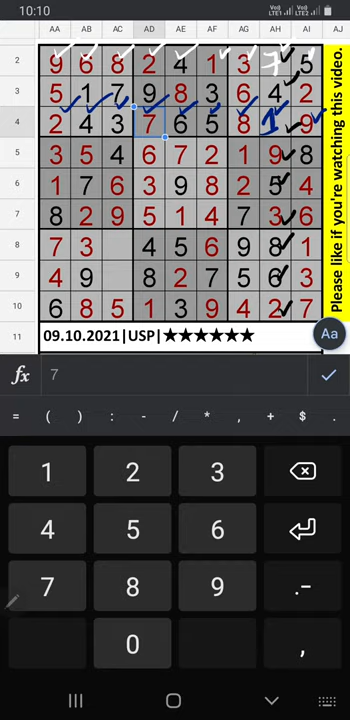 10:10 Vo)) LTE1 Vo)) LTE2
AA AB AC AD AE AF AG AH AI AJ
2 9 6 8 2 4 1 3 7 5
3 5 1 7 9 8 3 6 4 2
4 2 4 3 7 6 5 8 1 9
5 3 5 4 6 7 2 1 9 8
6 1 7 6 3 9 8 2 5 4
7 8 2 9 5 1 4 7 3 6
8 7 3 4 5 6 9 8 1
9 4 9 8 2 7 5 6 3
10 6 8 5 1 3 9 4 2 7
11 09.10.2021|USP|★★★★★★
Please like if you're watching this video.
Aa
fx 7
= ( ) : - / * , + $ .
1 2 3
4 5 6
7 8 9 .-
0 ,